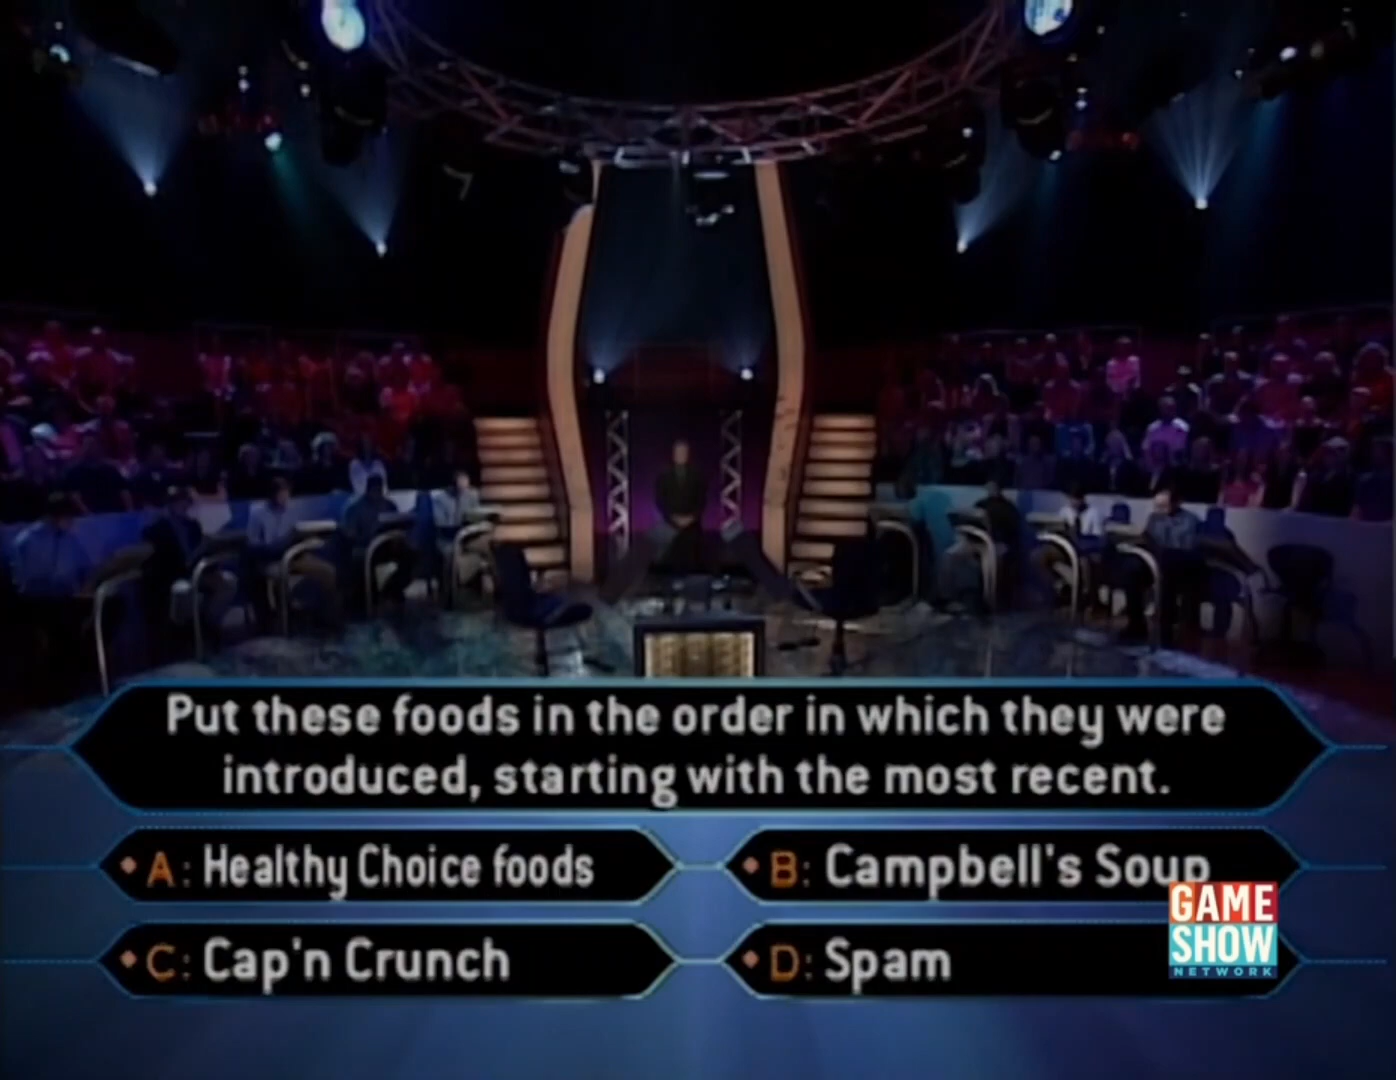 Put these foods in the order in which they were
introduced, starting with the most recent.
A: Healthy Choice foods
B: Campbell's Soup
C: Cap'n Crunch
D: Spam
GAME
SHOW
NETWORK